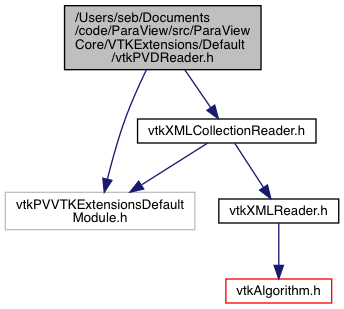 /Users/seb/Documents
/code/ParaView/src/ParaView
Core/VTKExtensions/Default
/vtkPVDReader.h
vtkXMLCollectionReader.h
vtkPVVTKExtensionsDefault
Module.h
vtkXMLReader.h
vtkAlgorithm.h